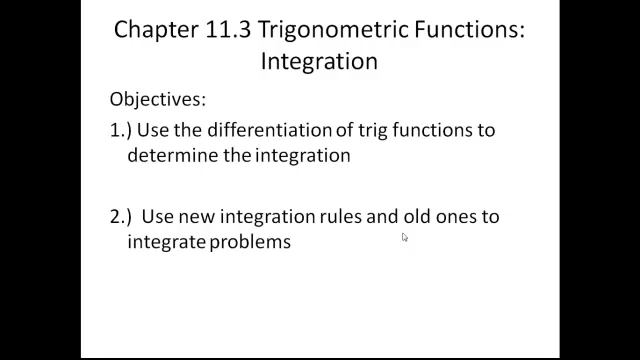 Chapter 11.3 Trigonometric Functions:
Integration
Objectives:
1.) Use the differentiation of trig functions to
determine the integration
2.) Use new integration rules and old ones to
integrate problems